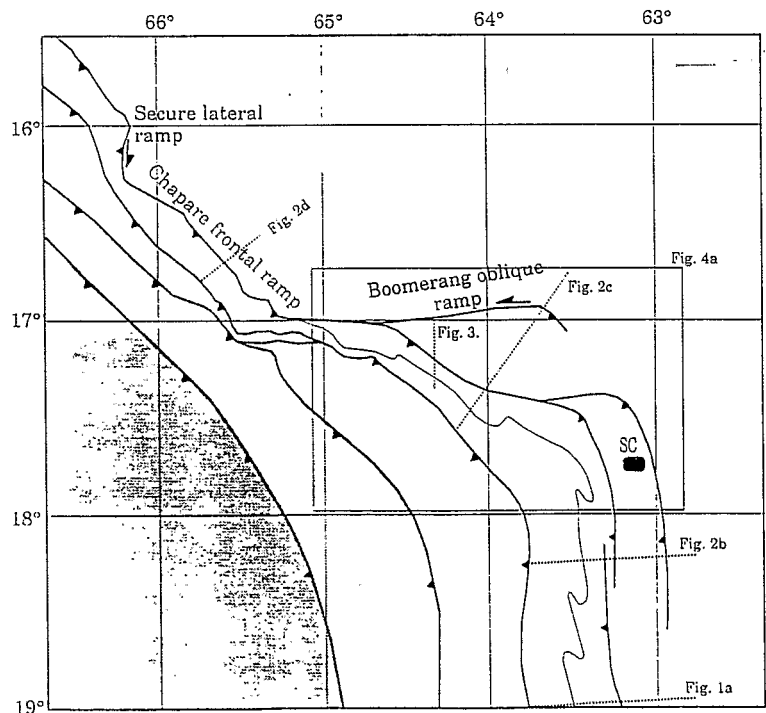 66°
65°
64°
63°
16°
Secure lateral
ramp
Chapare frontal ramp
Fig. 2d
Fig. 4a
Boomerang oblique
ramp
Fig. 2c
17°
Fig. 3.
SC
18°
Fig. 2b
Fig. 1a
19°